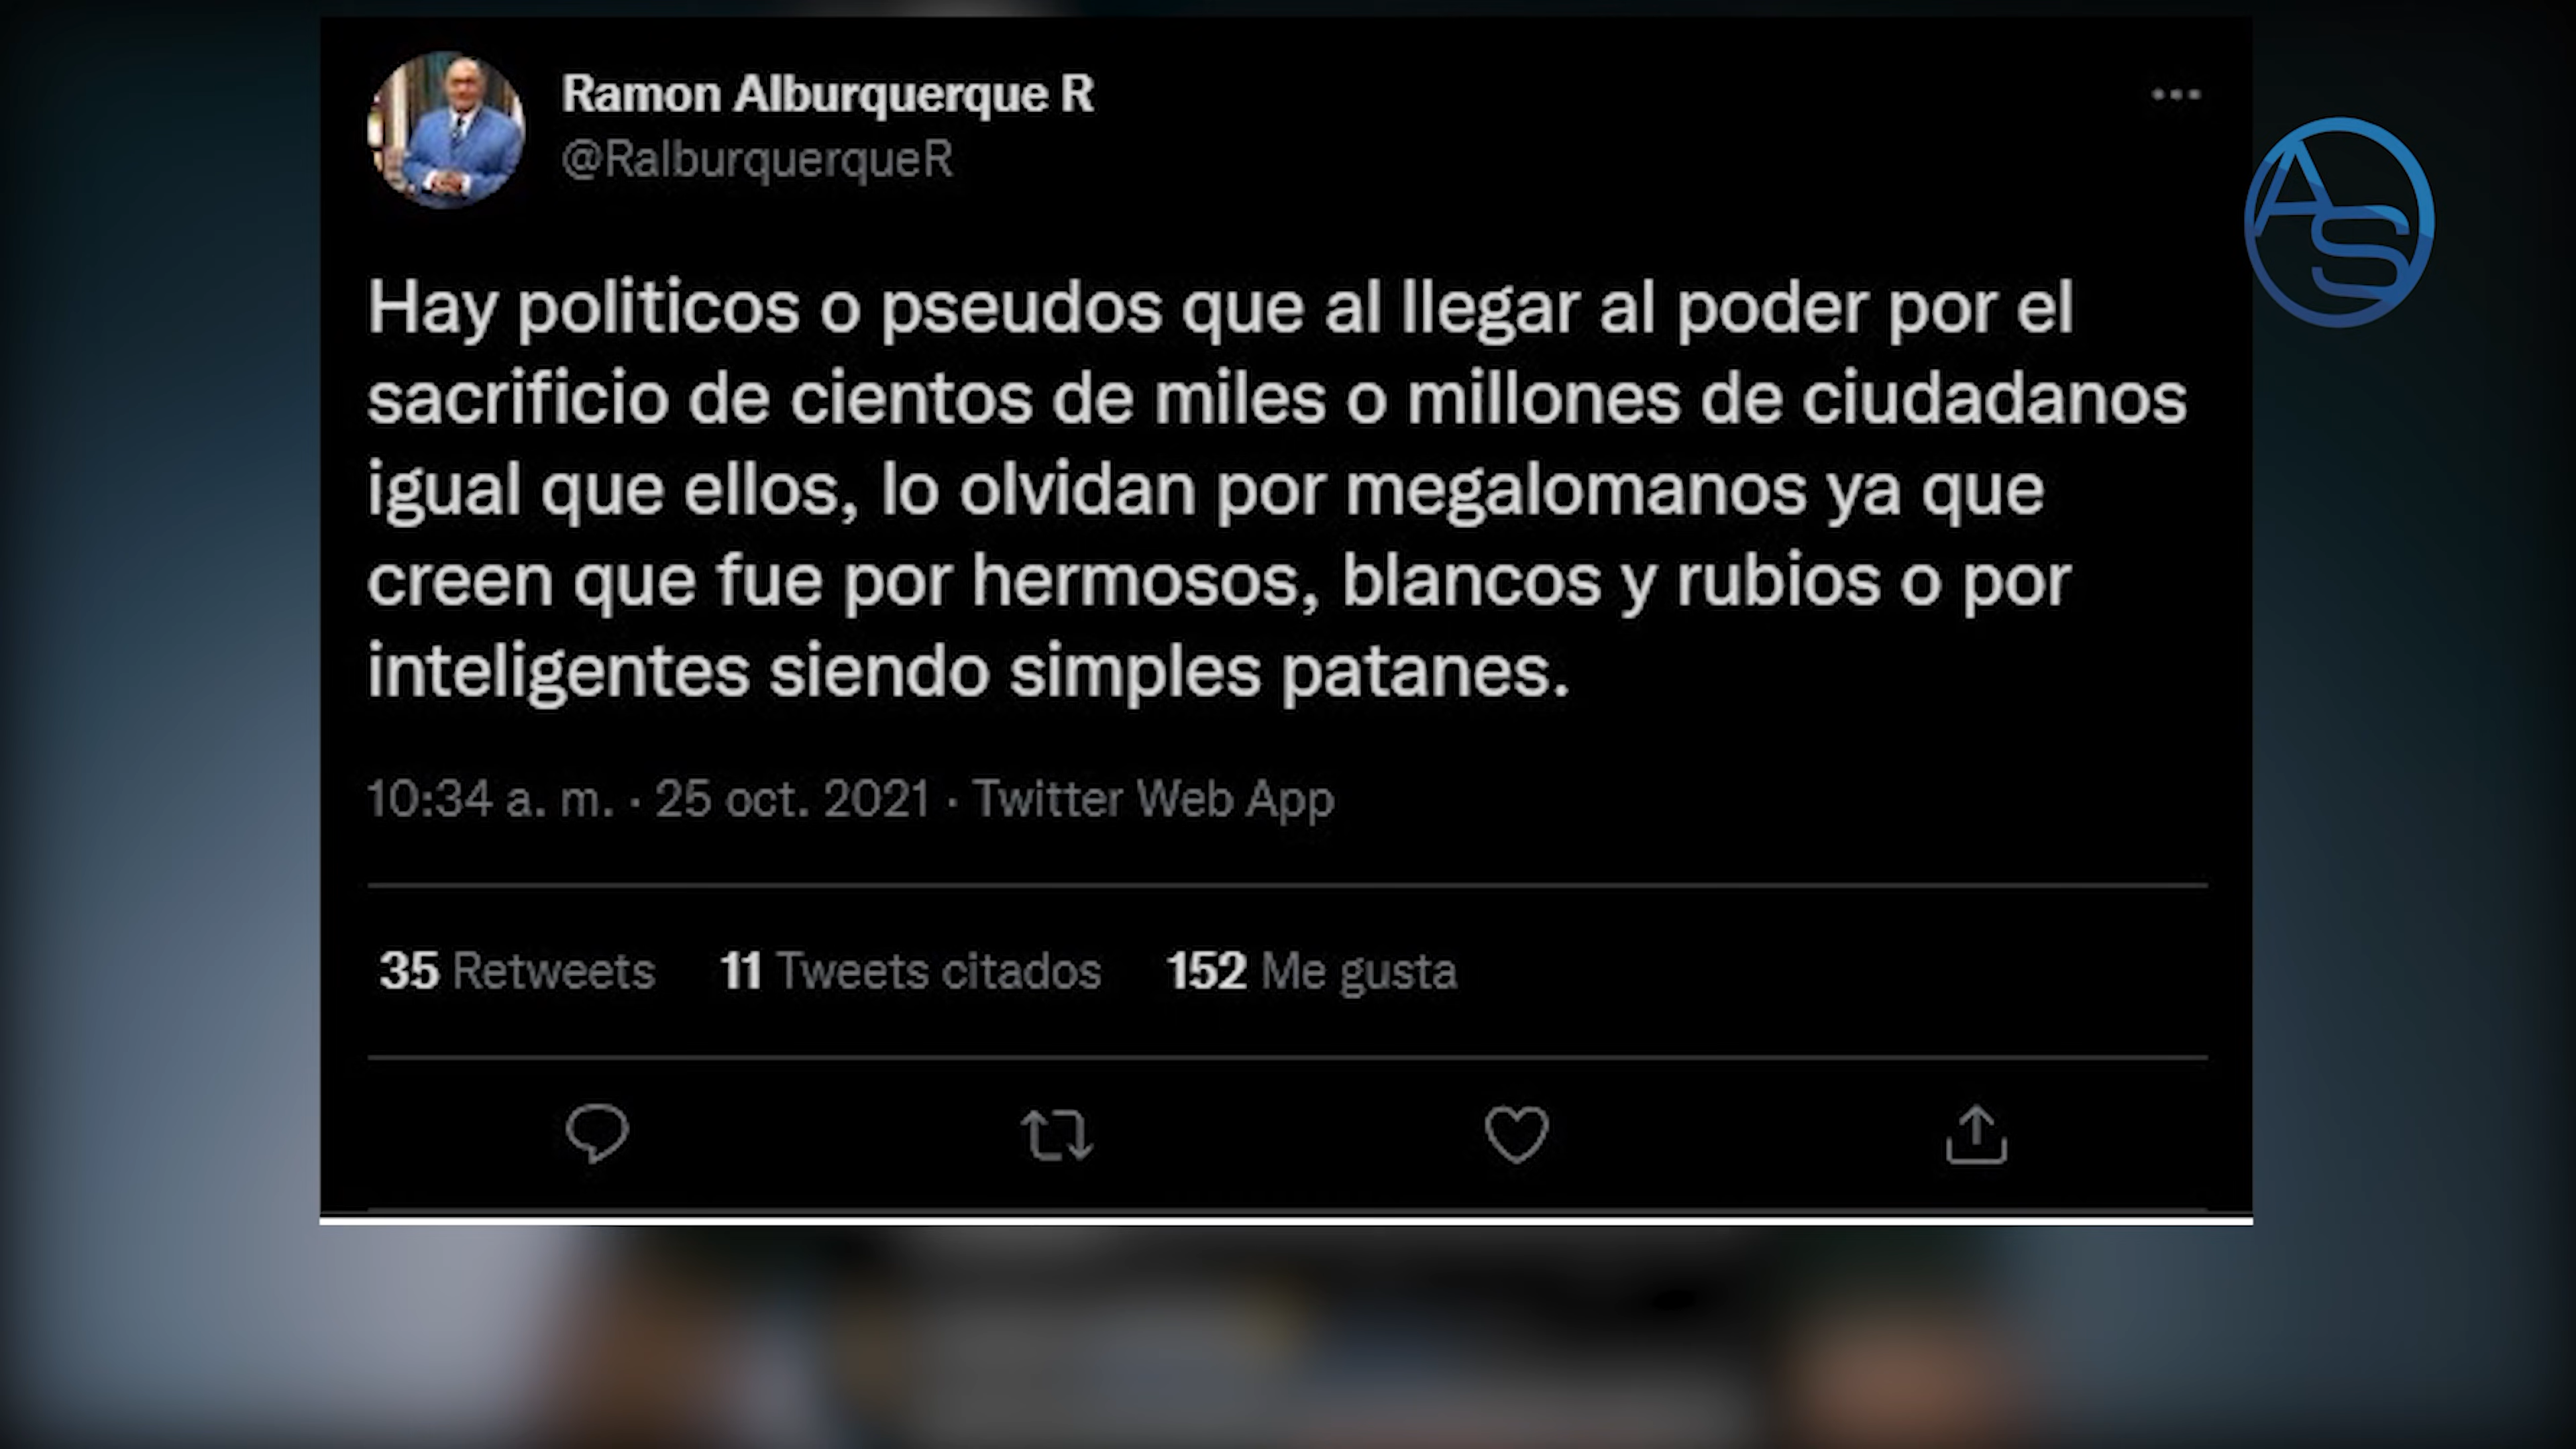 Ramon Alburquerque R
@RalburquerqueR
AS
Hay politicos o pseudos que al llegar al poder por el
sacrificio de cientos de miles o millones de ciudadanos
igual que ellos, lo olvidan por megalomanos ya que
creen que fue por hermosos, blancos y rubios o por
inteligentes siendo simples patanes.
10:34 a. m. · 25 oct. 2021 · Twitter Web App
35 Retweets 11 Tweets citados 152 Me gusta